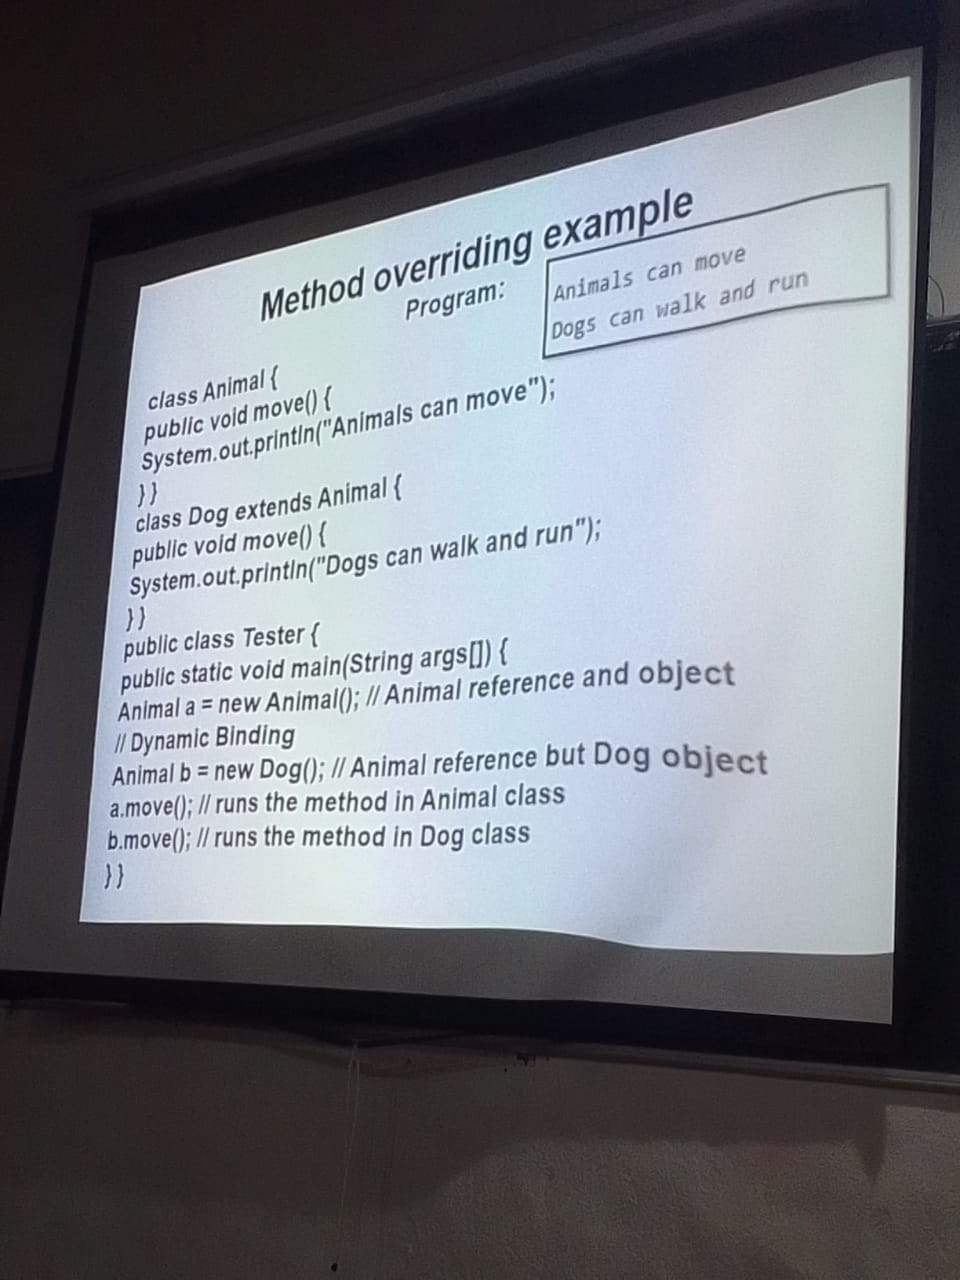 Method overriding example
Program:
Animals can move
Dogs can walk and run
class Animal {
public void move() {
System.out.println("Animals can move");
}}
class Dog extends Animal {
public void move() {
System.out.println("Dogs can walk and run");
}}
public class Tester {
public static void main(String args[]) {
Animal a = new Animal(); // Animal reference and object
// Dynamic Binding
Animal b = new Dog(); // Animal reference but Dog object
a.move(); // runs the method in Animal class
b.move(); // runs the method in Dog class
}}